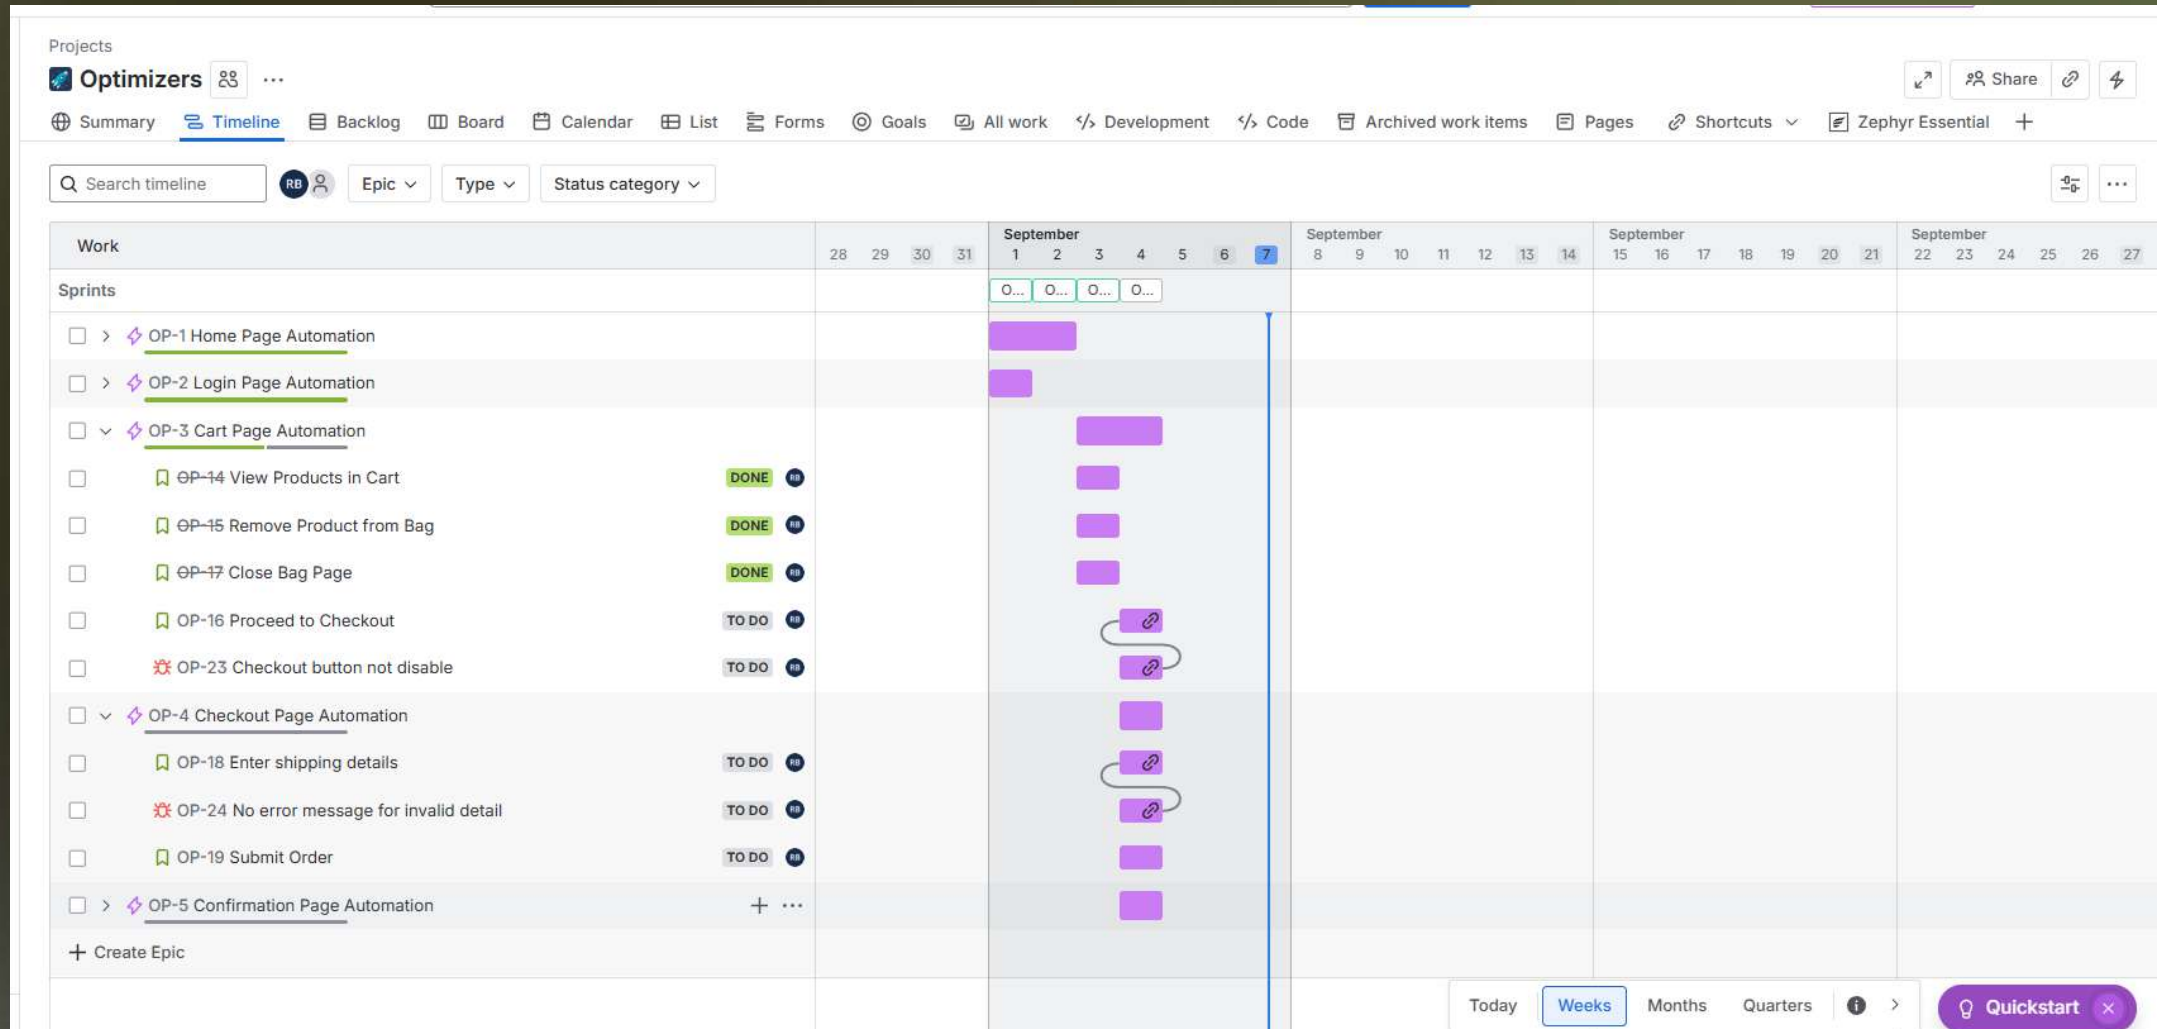 Projects
Optimizers
Share
Summary Timeline Backlog Board Calendar List Forms Goals All work Development Code Archived work items Pages Shortcuts Zephyr Essential
Search timeline RB Epic Type Status category
Work
September September September September
28 29 30 31 1 2 3 4 5 6 7 8 9 10 11 12 13 14 15 16 17 18 19 20 21 22 23 24 25 26 27
Sprints O... O... O... O...
OP-1 Home Page Automation
OP-2 Login Page Automation
OP-3 Cart Page Automation
OP-14 View Products in Cart DONE RB
OP-15 Remove Product from Bag DONE RB
OP-17 Close Bag Page DONE RB
OP-16 Proceed to Checkout TO DO RB
OP-23 Checkout button not disable TO DO RB
OP-4 Checkout Page Automation
OP-18 Enter shipping details TO DO RB
OP-24 No error message for invalid detail TO DO RB
OP-19 Submit Order TO DO RB
OP-5 Confirmation Page Automation
Create Epic
Today Weeks Months Quarters Quickstart